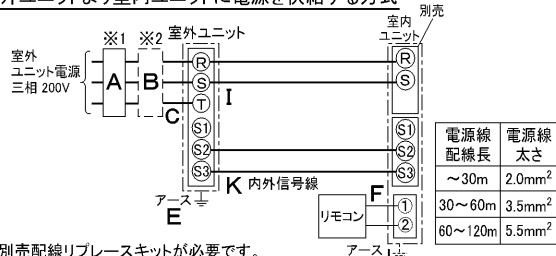 外ユニットより室内ユニットに電源を供給する方式
別売
※1
※2
室外ユニット
室内
ユニット
室外
ユニット電源
三相 200V
A
B
C
R
S
T
S1
S2
S3
I
R
S
S1
S2
S3
K 内外信号線
アース
E
F
リモコン
①
②
アース
電源線
配線長
電源線
太さ
～30m
2.0mm²
30～60m
3.5mm²
60～120m
5.5mm²
別売配線リプレースキットが必要です。